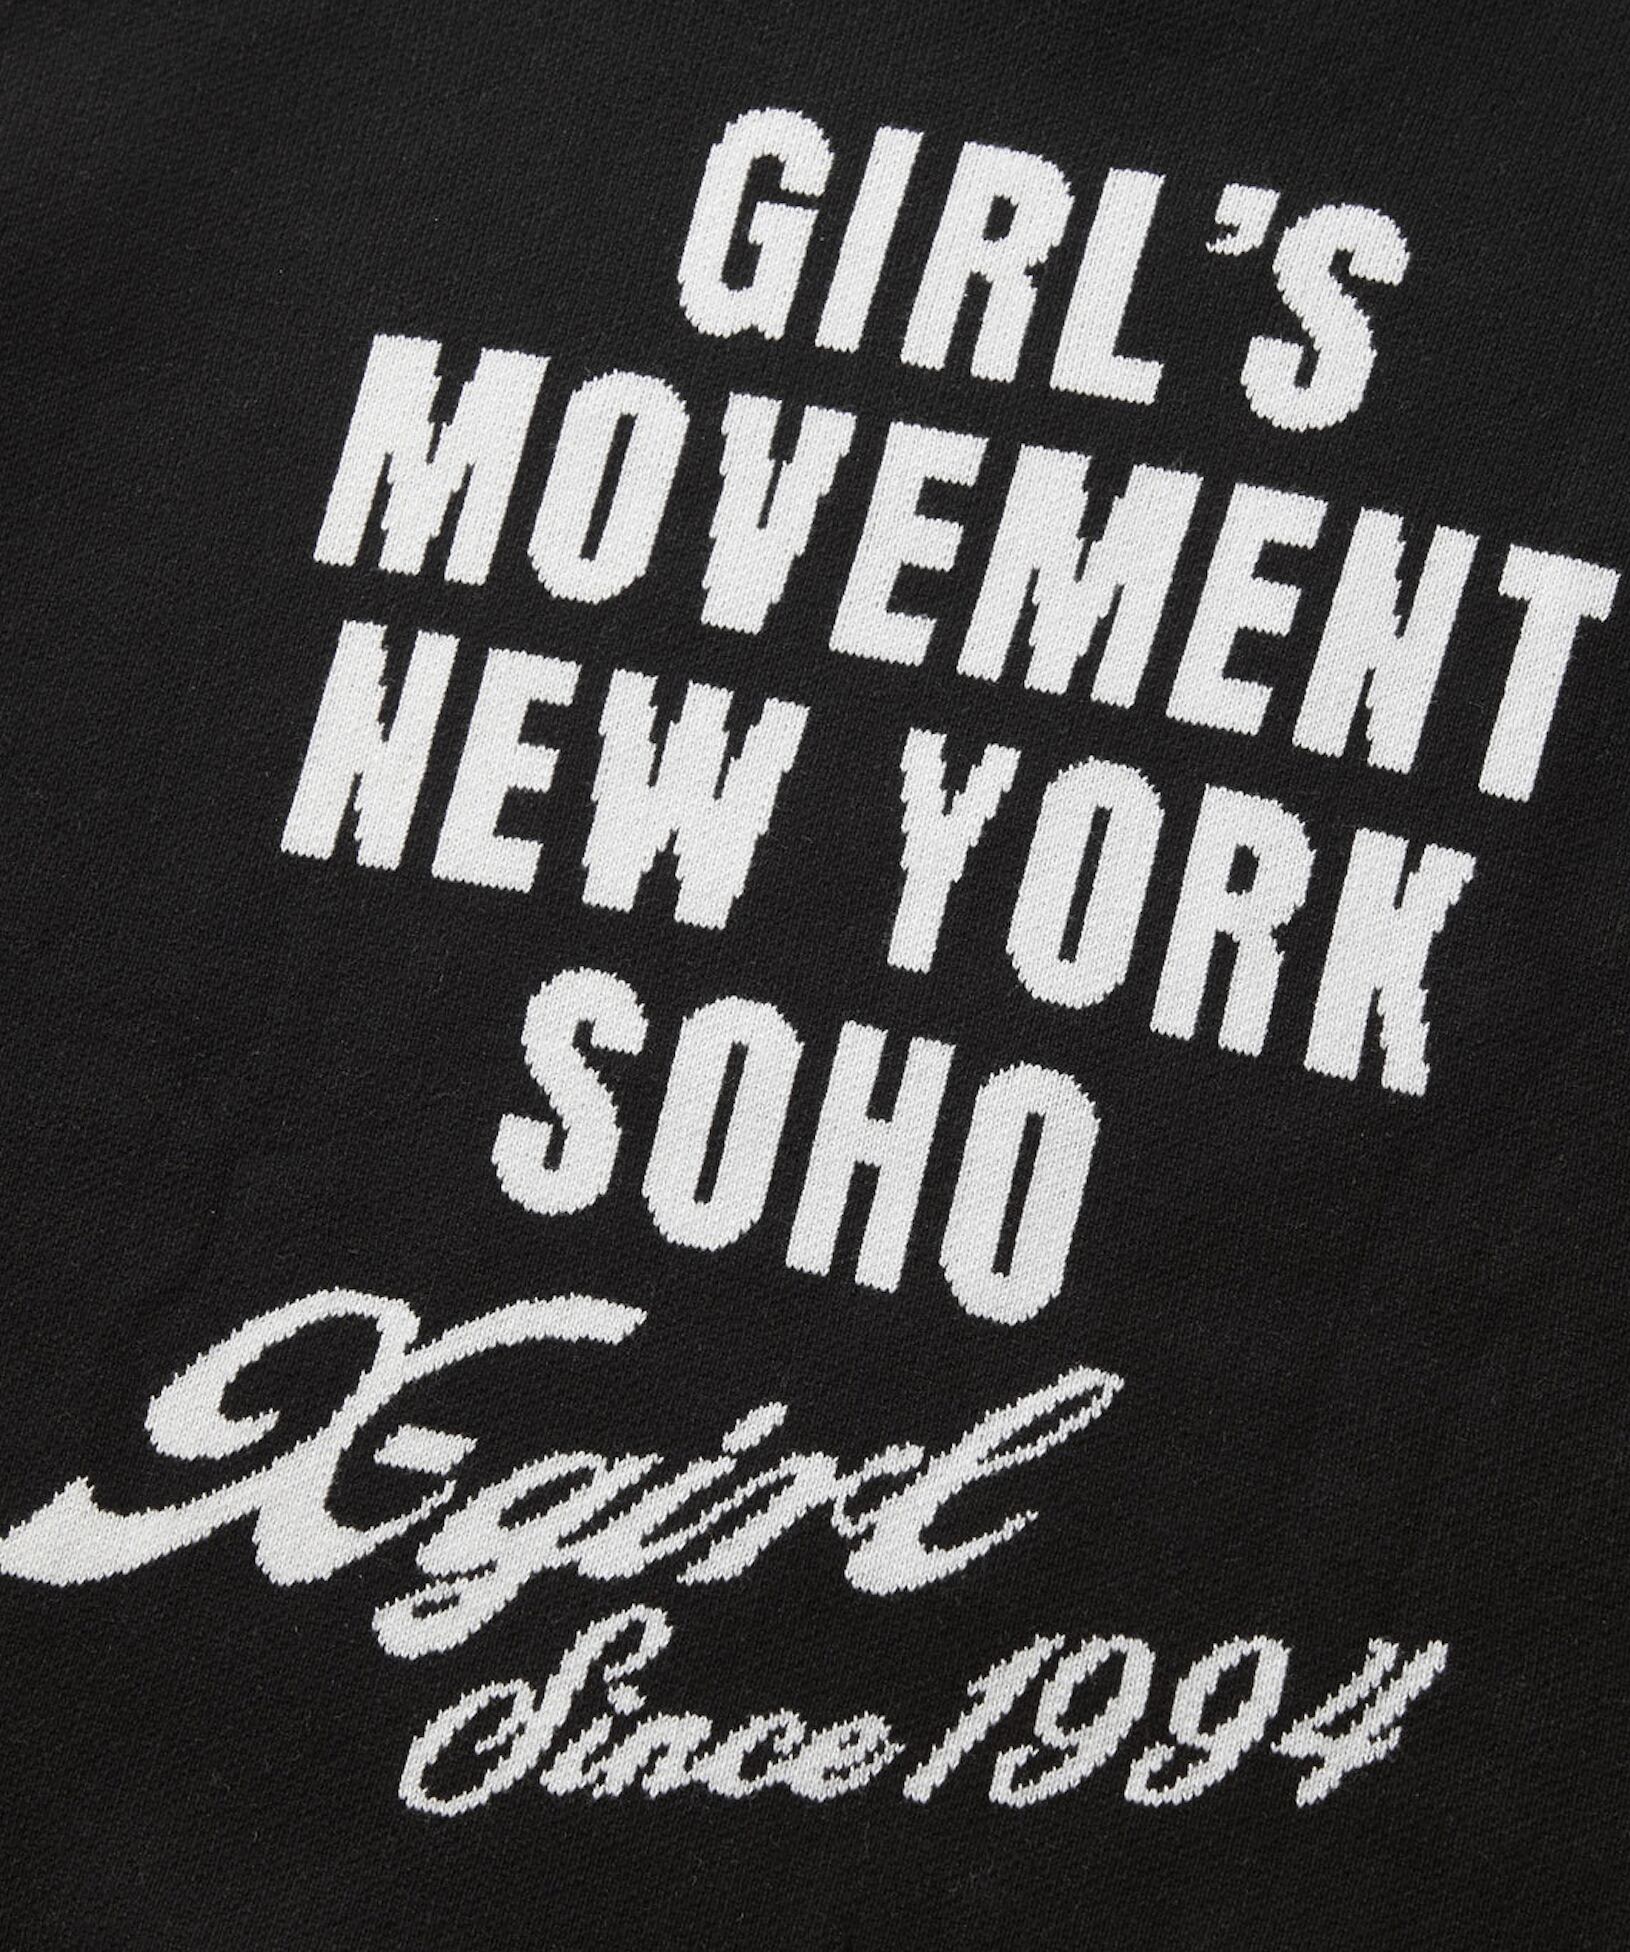 GIRL'S
MOVEMENT
NEW YORK
SOHO
X-girl
Since 1994